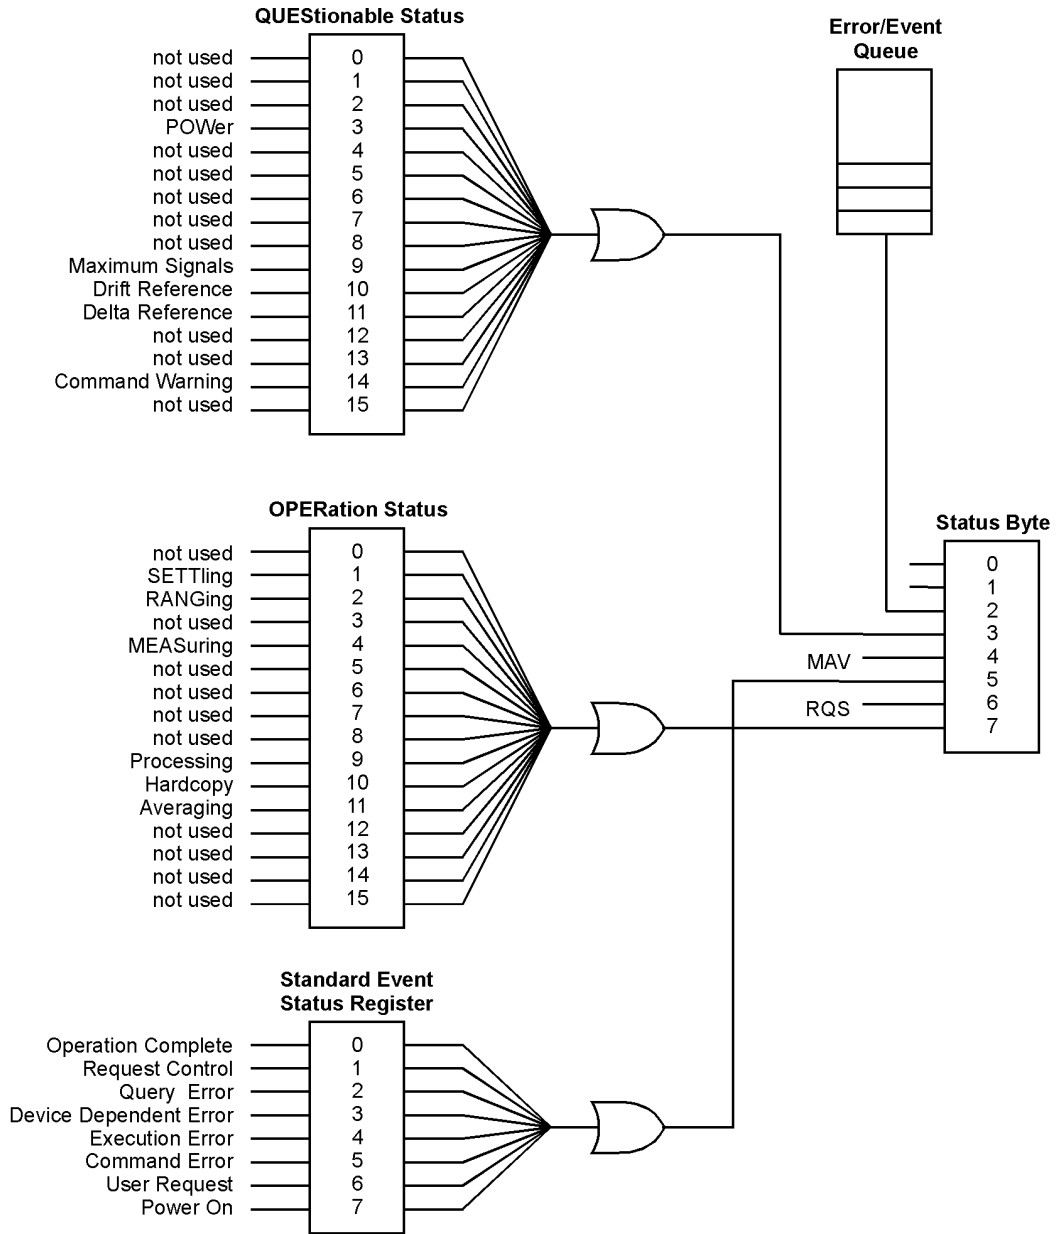 QUEStionable Status
not used 0
not used 1
not used 2
POWer 3
not used 4
not used 5
not used 6
not used 7
not used 8
Maximum Signals 9
Drift Reference 10
Delta Reference 11
not used 12
not used 13
Command Warning 14
not used 15
Error/Event
Queue
OPERation Status
not used 0
SETTling 1
RANGing 2
not used 3
MEASuring 4
not used 5
not used 6
not used 7
not used 8
Processing 9
Hardcopy 10
Averaging 11
not used 12
not used 13
not used 14
not used 15
Status Byte
0
1
2
3
MAV 4
5
RQS 6
7
Standard Event
Status Register
Operation Complete 0
Request Control 1
Query Error 2
Device Dependent Error 3
Execution Error 4
Command Error 5
User Request 6
Power On 7